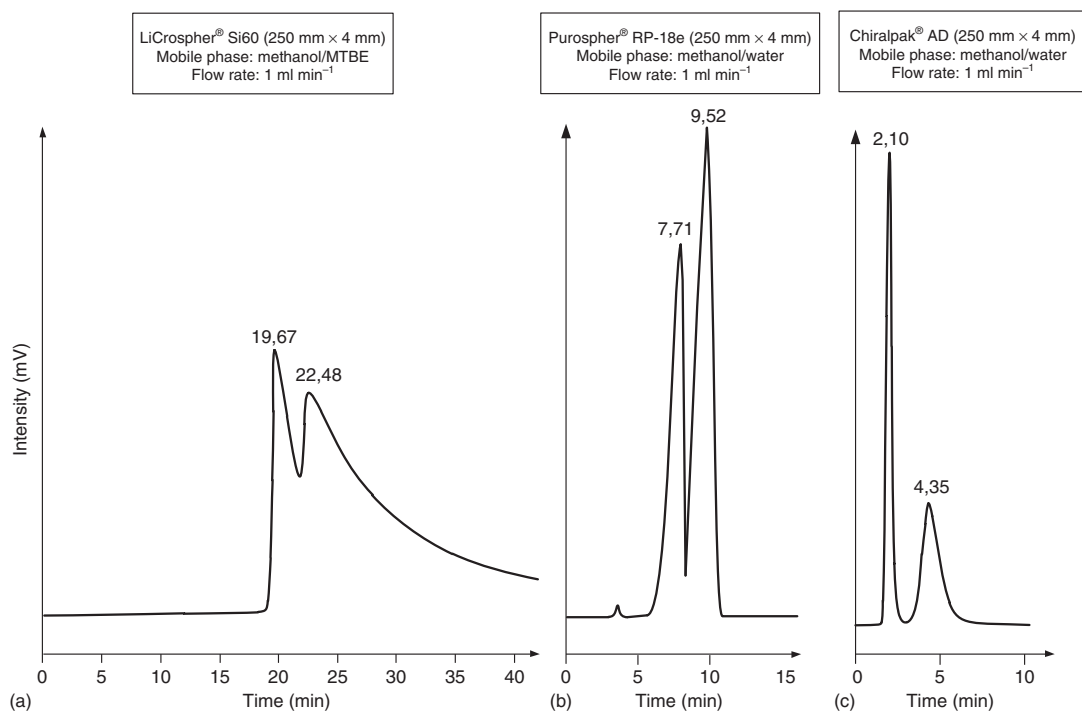 LiCrospher® Si60 (250 mm × 4 mm)
Mobile phase: methanol/MTBE
Flow rate: 1 ml min⁻¹
Purospher® RP-18e (250 mm × 4 mm)
Mobile phase: methanol/water
Flow rate: 1 ml min⁻¹
Chiralpak® AD (250 mm × 4 mm)
Mobile phase: methanol/water
Flow rate: 1 ml min⁻¹
Intensity (mV)
19,67
22,48
0 5 10 15 20 25 30 35 40
(a) Time (min)
7,71
9,52
0 5 10 15
(b) Time (min)
2,10
4,35
0 5 10
(c) Time (min)